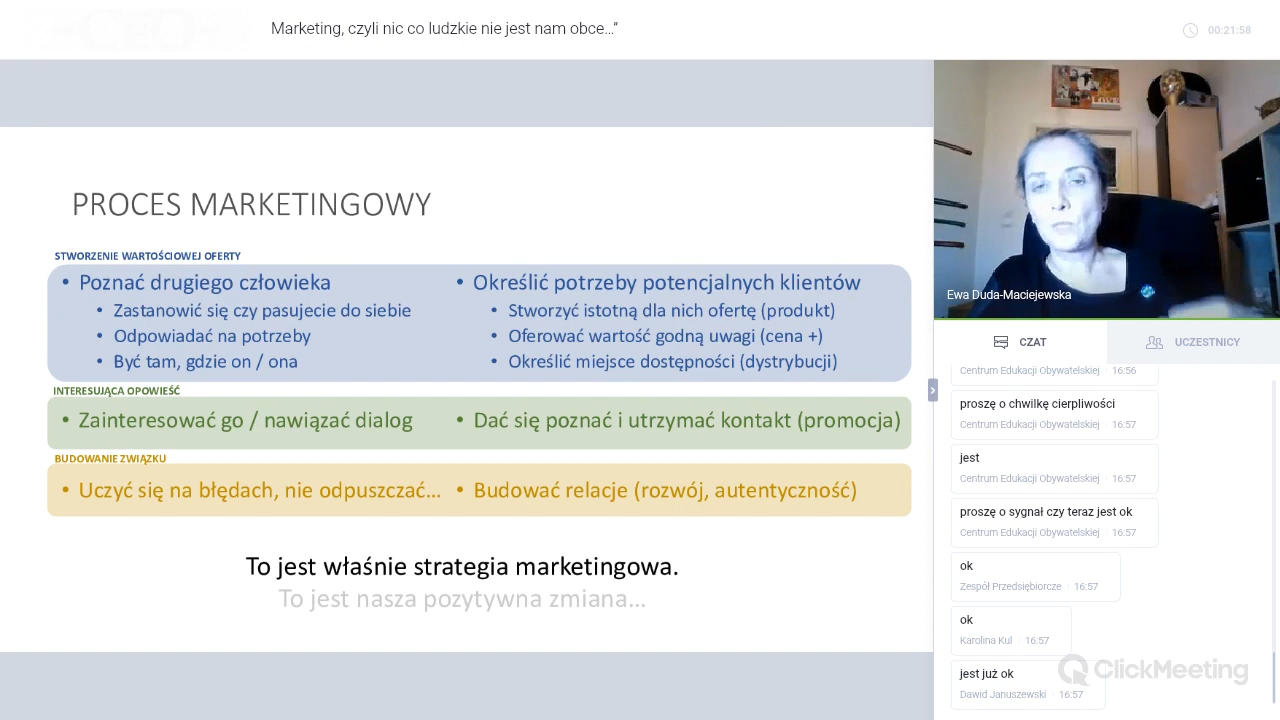 Marketing, czyli nic co ludzkie nie jest nam obce...”
00:21:58
PROCES MARKETINGOWY
STWORZENIE WARTOŚCIOWEJ OFERTY
• Poznać drugiego człowieka
• Zastanowić się czy pasujecie do siebie
• Odpowiadać na potrzeby
• Być tam, gdzie on / ona
• Określić potrzeby potencjalnych klientów
• Stworzyć istotną dla nich ofertę (produkt)
• Oferować wartość godną uwagi (cena +)
• Określić miejsce dostępności (dystrybucji)
INTERESUJĄCA OPOWIEŚĆ
• Zainteresować go / nawiązać dialog
• Dać się poznać i utrzymać kontakt (promocja)
BUDOWANIE ZWIĄZKU
• Uczyć się na błędach, nie odpuszczać...
• Budować relacje (rozwój, autentyczność)
To jest właśnie strategia marketingowa.
To jest nasza pozytywna zmiana...
Ewa Duda-Maciejewska
CZAT
UCZESTNICY
Centrum Edukacji Obywatelskiej · 16:56
proszę o chwilkę cierpliwości
Centrum Edukacji Obywatelskiej · 16:57
jest
Centrum Edukacji Obywatelskiej · 16:57
proszę o sygnał czy teraz jest ok
Centrum Edukacji Obywatelskiej · 16:57
ok
Zespół Przedsiębiorcze · 16:57
ok
Karolina Kul · 16:57
jest już ok
Dawid Januszewski · 16:57
ClickMeeting